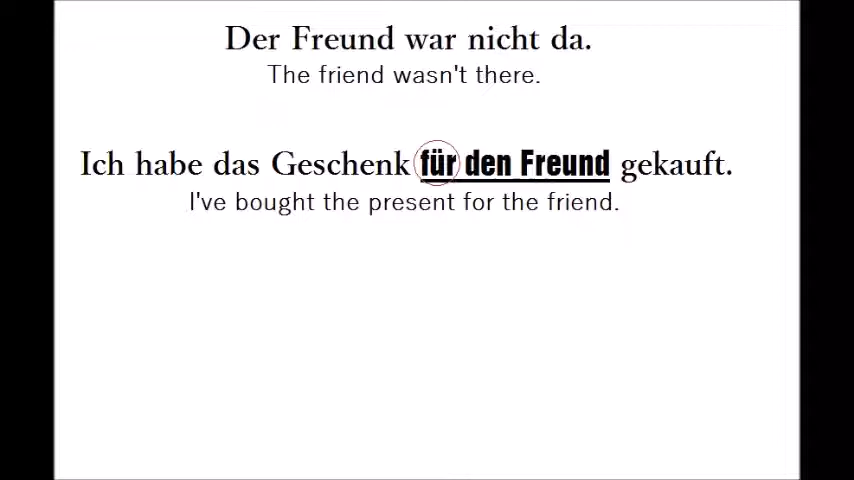 Der Freund war nicht da.
The friend wasn't there.
Ich habe das Geschenk für den Freund gekauft.
I've bought the present for the friend.